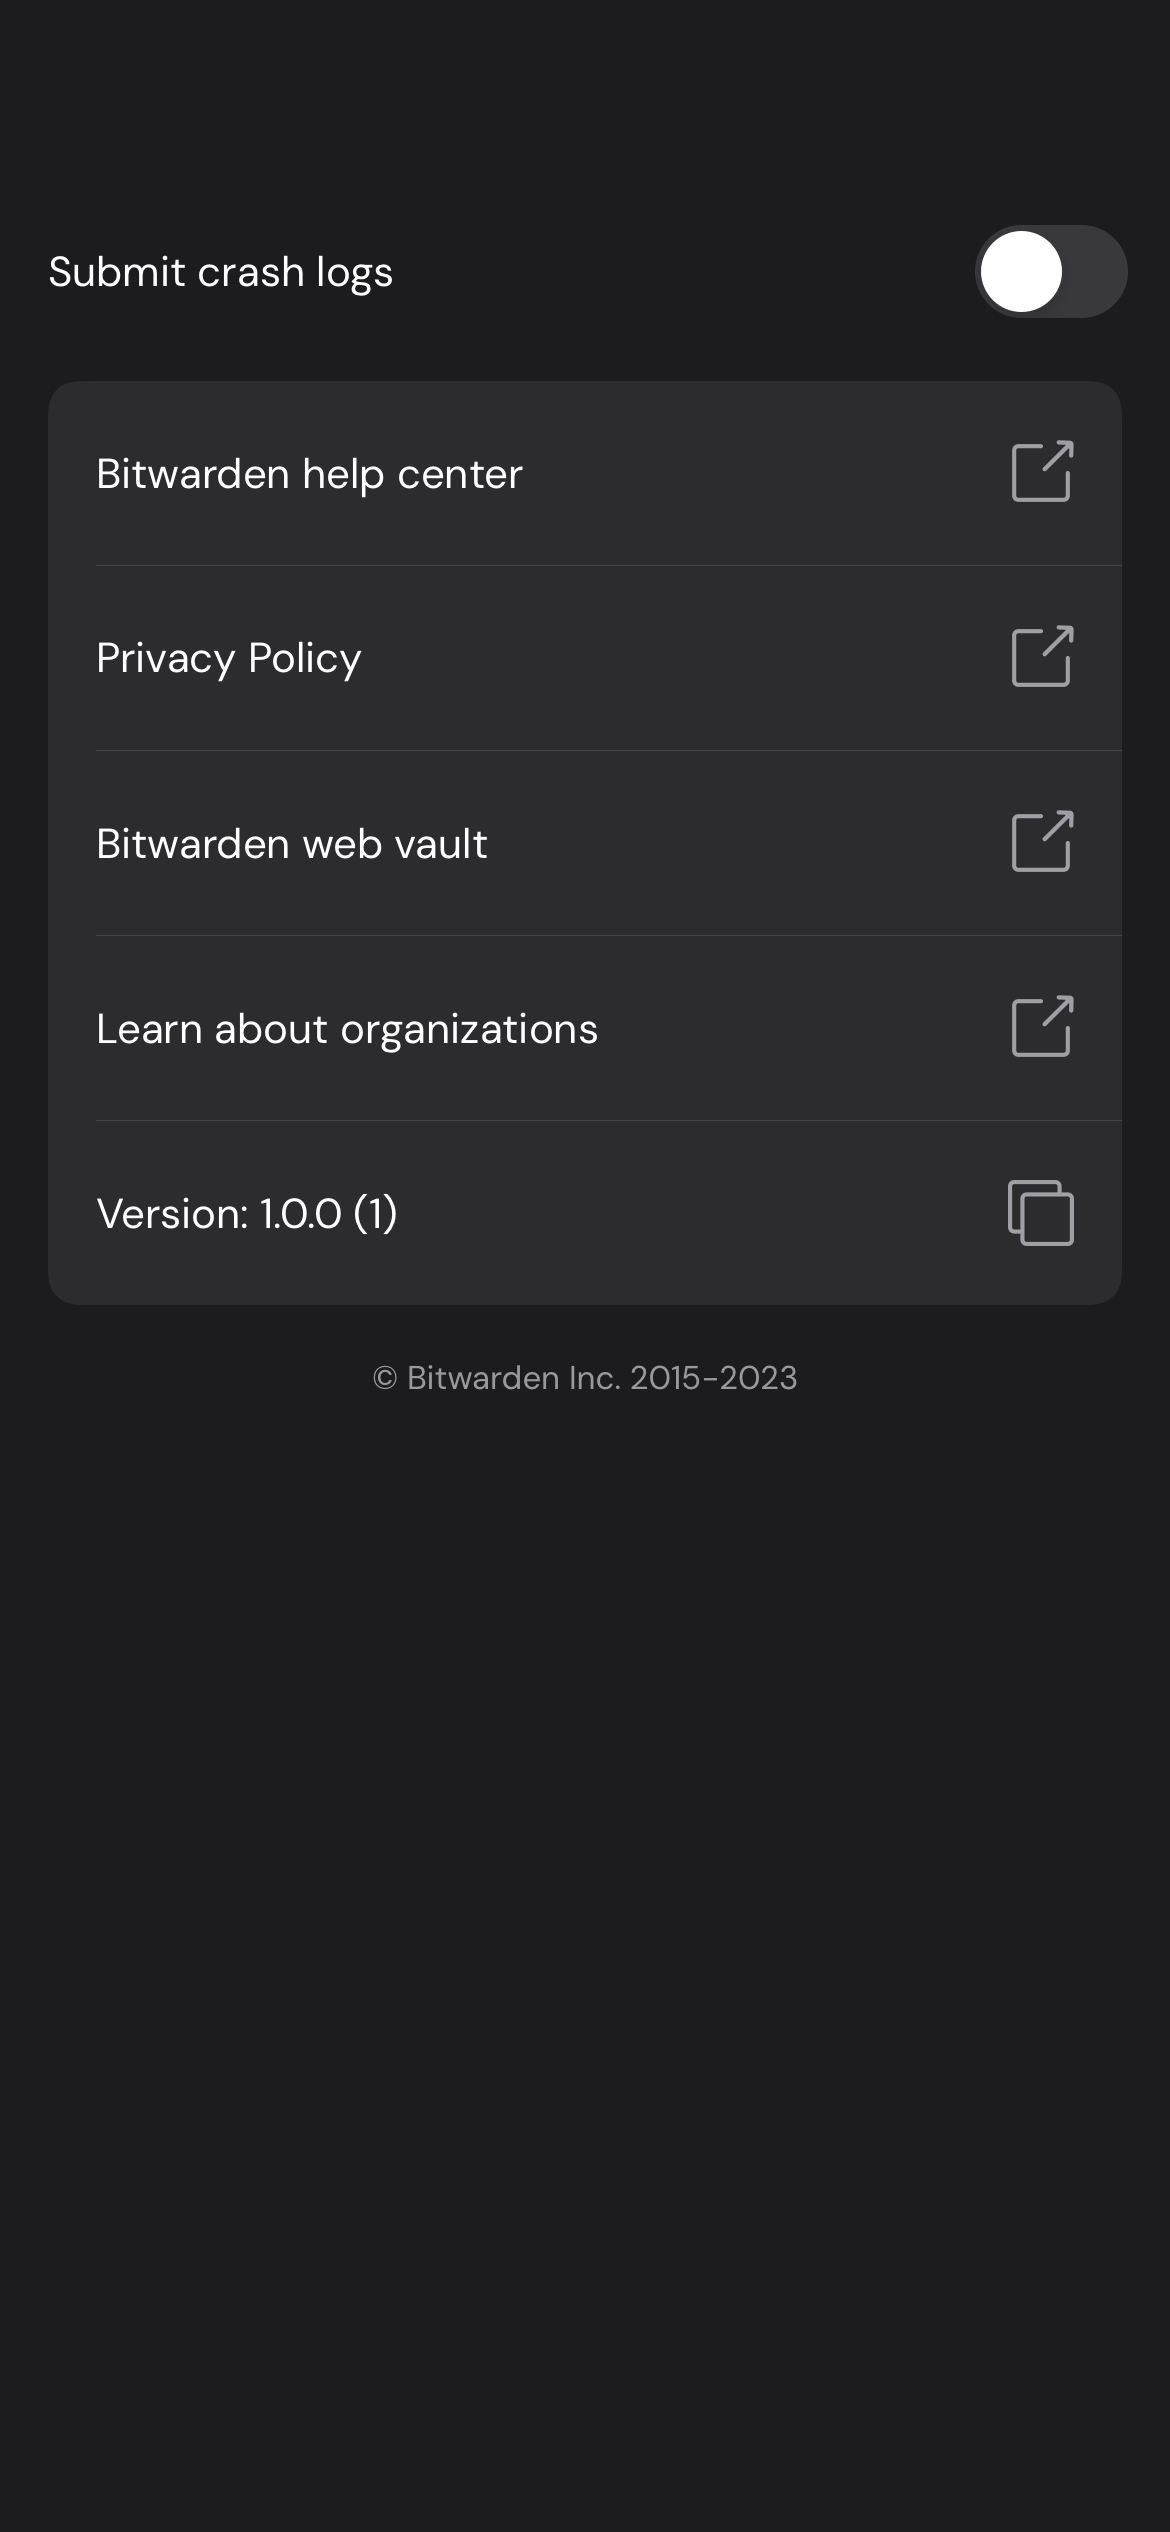 Submit crash logs
Bitwarden help center
Privacy Policy
Bitwarden web vault
Learn about organizations
Version: 1.0.0 (1)
© Bitwarden Inc. 2015-2023